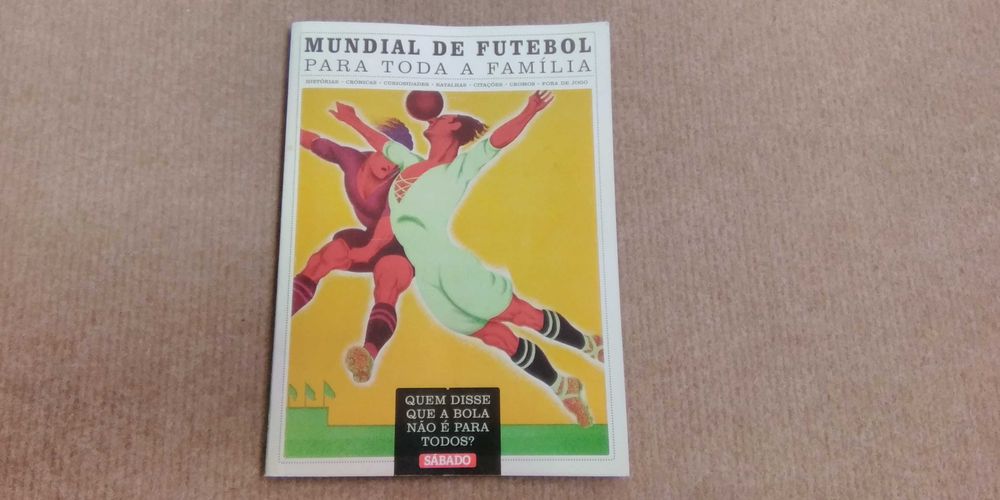 MUNDIAL DE FUTEBOL
PARA TODA A FAMÍLIA
HISTÓRIAS · CRÓNICAS · CURIOSIDADES · BATALHAS · CITAÇÕES · CROMOS · FORA DE JOGO
QUEM DISSE
QUE A BOLA
NÃO É PARA
TODOS?
SÁBADO